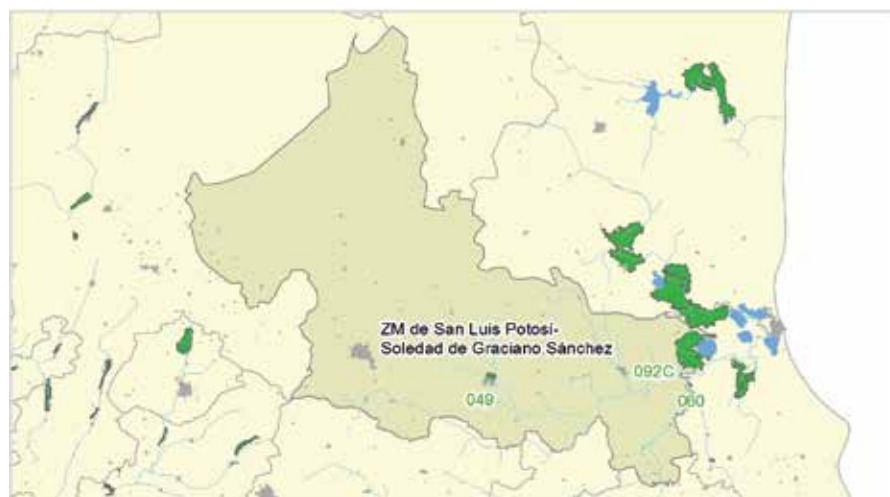 ZM de San Luis Potosí-
Soledad de Graciano Sánchez
092C
049
060